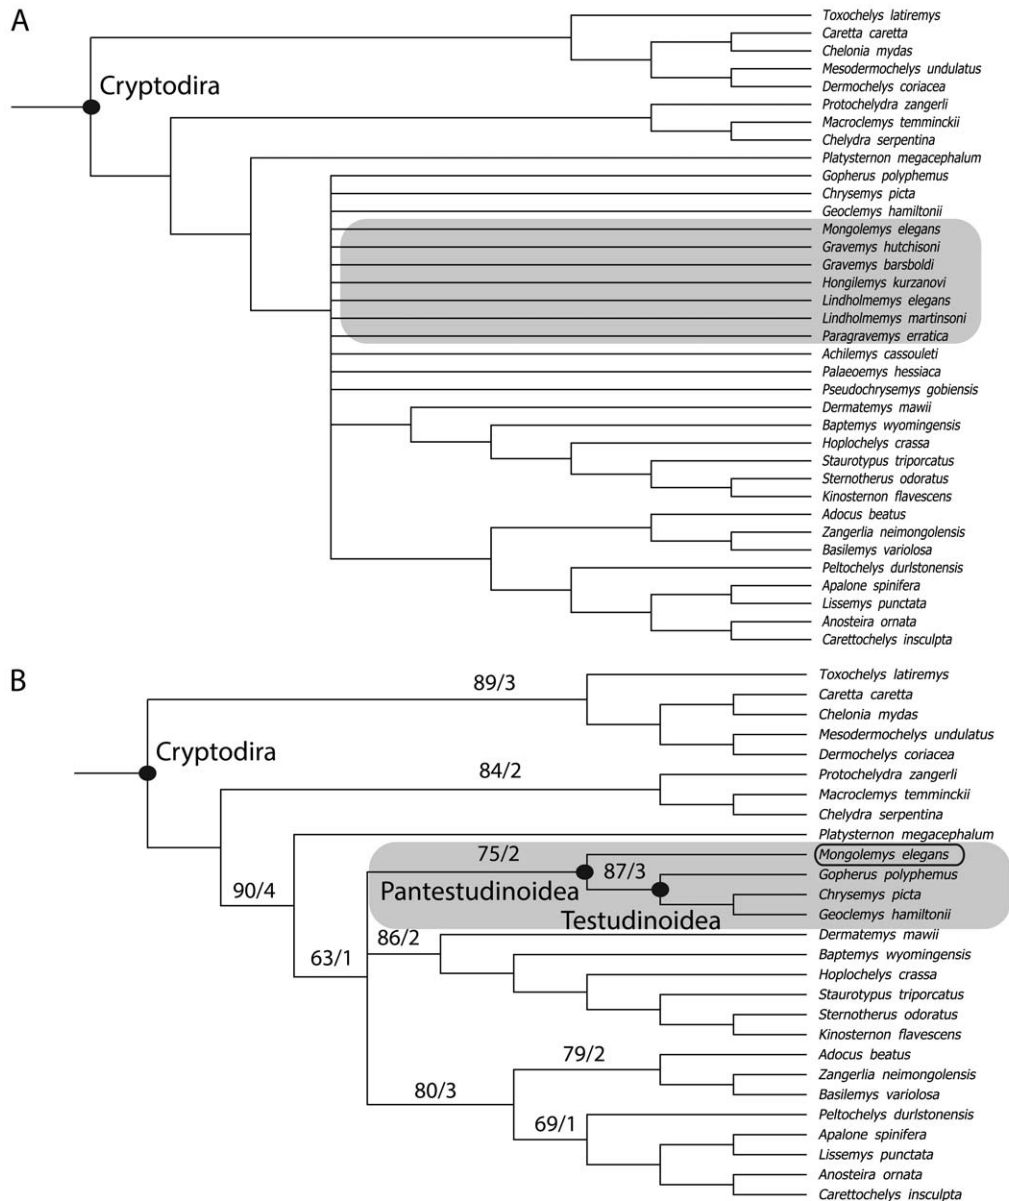 A
Toxochelys latiremys
Caretta caretta
Chelonia mydas
Mesodermochelys undulatus
Dermochelys coriacea
Cryptodira
Protochelydra zangerli
Macroclemys temminckii
Chelydra serpentina
Platysternon megacephalum
Gopherus polyphemus
Chrysemys picta
Geoclemys hamiltonii
Mongolemys elegans
Gravemys hutchisoni
Gravemys barsboldi
Hongilemys kurzanovi
Lindholmemys elegans
Lindholmemys martinsoni
Paragravemys erratica
Achilemys cassouleti
Palaeoemys hessiaca
Pseudochrysemys gobiensis
Dermatemys mawii
Baptemys wyomingensis
Hoplochelys crassa
Staurotypus triporcatus
Sternotherus odoratus
Kinosternon flavescens
Adocus beatus
Zangerlia neimongolensis
Basilemys variolosa
Peltochelys durlstonensis
Apalone spinifera
Lissemys punctata
Anosteira ornata
Carettochelys insculpta
B
89/3
Toxochelys latiremys
Caretta caretta
Chelonia mydas
Mesodermochelys undulatus
Cryptodira
Dermochelys coriacea
84/2
Protochelydra zangerli
Macroclemys temminckii
Chelydra serpentina
Platysternon megacephalum
75/2
Mongolemys elegans
90/4
87/3
Gopherus polyphemus
Pantestudinoidea
Chrysemys picta
Testudinoidea
Geoclemys hamiltonii
63/1
86/2
Dermatemys mawii
Baptemys wyomingensis
Hoplochelys crassa
Staurotypus triporcatus
Sternotherus odoratus
Kinosternon flavescens
79/2
Adocus beatus
Zangerlia neimongolensis
80/3
Basilemys variolosa
69/1
Peltochelys durlstonensis
Apalone spinifera
Lissemys punctata
Anosteira ornata
Carettochelys insculpta